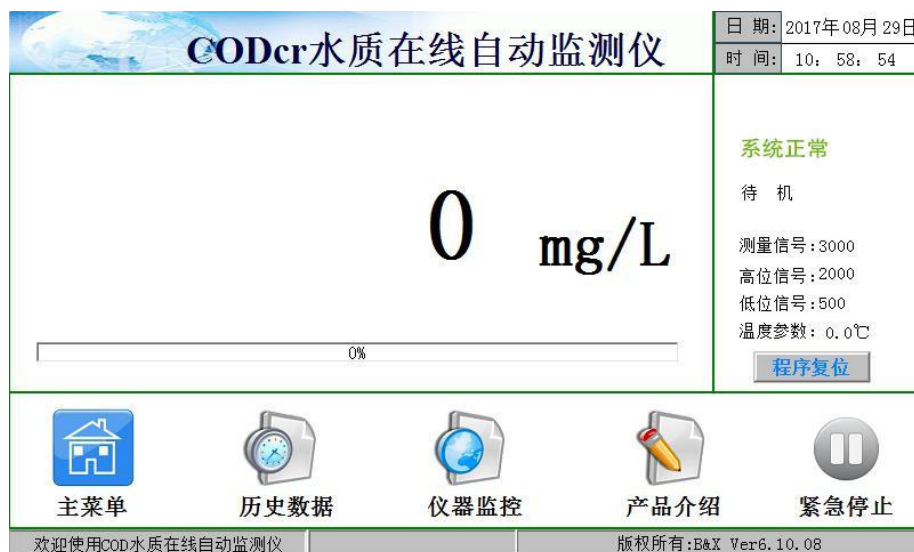 CODcr水质在线自动监测仪
日 期: 2017年08月29日
时 间: 10: 58: 54
0 mg/L
0%
系统正常
待 机
测量信号:3000
高位信号:2000
低位信号:500
温度参数: 0.0℃
程序复位
主菜单
历史数据
仪器监控
产品介绍
紧急停止
欢迎使用COD水质在线自动监测仪
版权所有:B&X Ver6.10.08